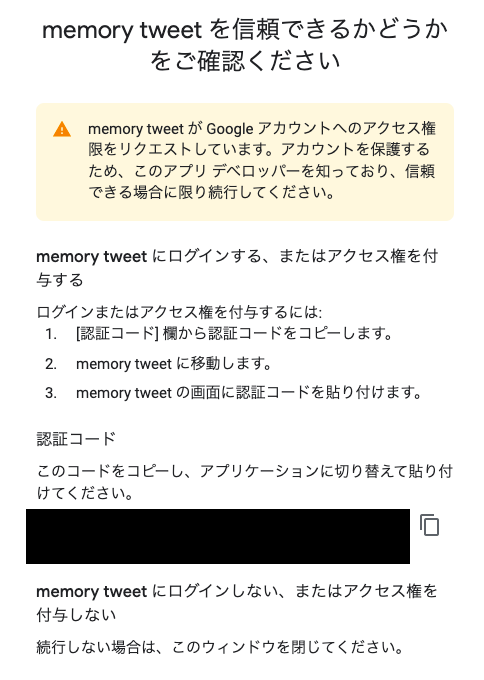 memory tweet を信頼できるかどうか
をご確認ください
memory tweet が Google アカウントへのアクセス権
限をリクエストしています。アカウントを保護する
ため、このアプリ デベロッパーを知っており、信頼
できる場合に限り続行してください。
memory tweet にログインする、またはアクセス権を付
与する
ログインまたはアクセス権を付与するには:
1. [認証コード] 欄から認証コードをコピーします。
2. memory tweet に移動します。
3. memory tweet の画面に認証コードを貼り付けます。
認証コード
このコードをコピーし、アプリケーションに切り替えて貼り付
けてください。
memory tweet にログインしない、またはアクセス権を
付与しない
続行しない場合は、このウィンドウを閉じてください。